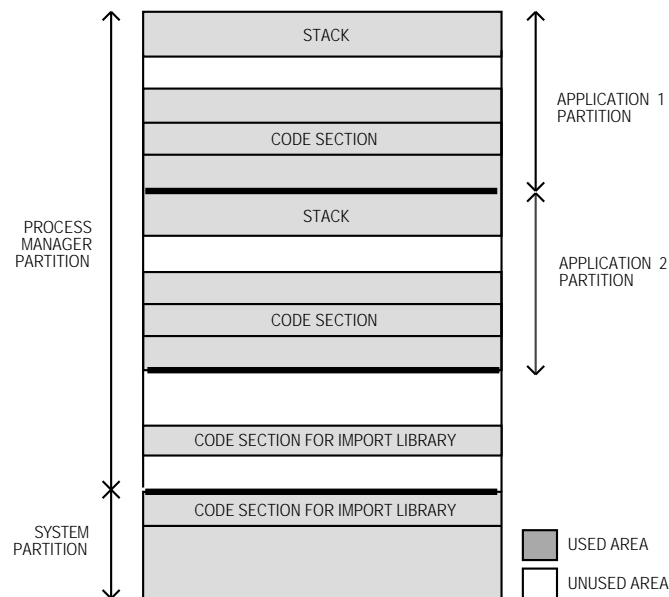 STACK
APPLICATION 1
PARTITION
CODE SECTION
STACK
PROCESS
MANAGER
PARTITION
APPLICATION 2
PARTITION
CODE SECTION
CODE SECTION FOR IMPORT LIBRARY
CODE SECTION FOR IMPORT LIBRARY
SYSTEM
PARTITION
USED AREA
UNUSED AREA